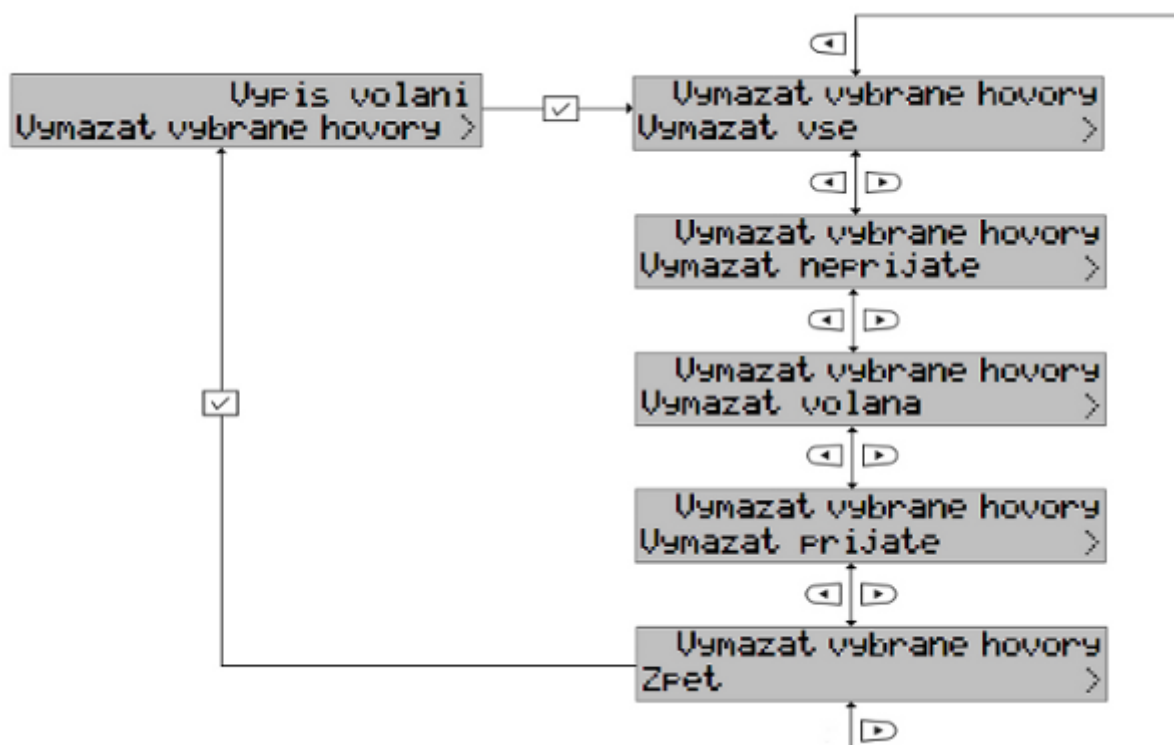 Vypis volani
Vymazat vybrane hovory >
Vymazat vybrane hovory
Vymazat vse >
Vymazat vybrane hovory
Vymazat neprijate >
Vymazat vybrane hovory
Vymazat volana >
Vymazat vybrane hovory
Vymazat prijate >
Vymazat vybrane hovory
Zpet >